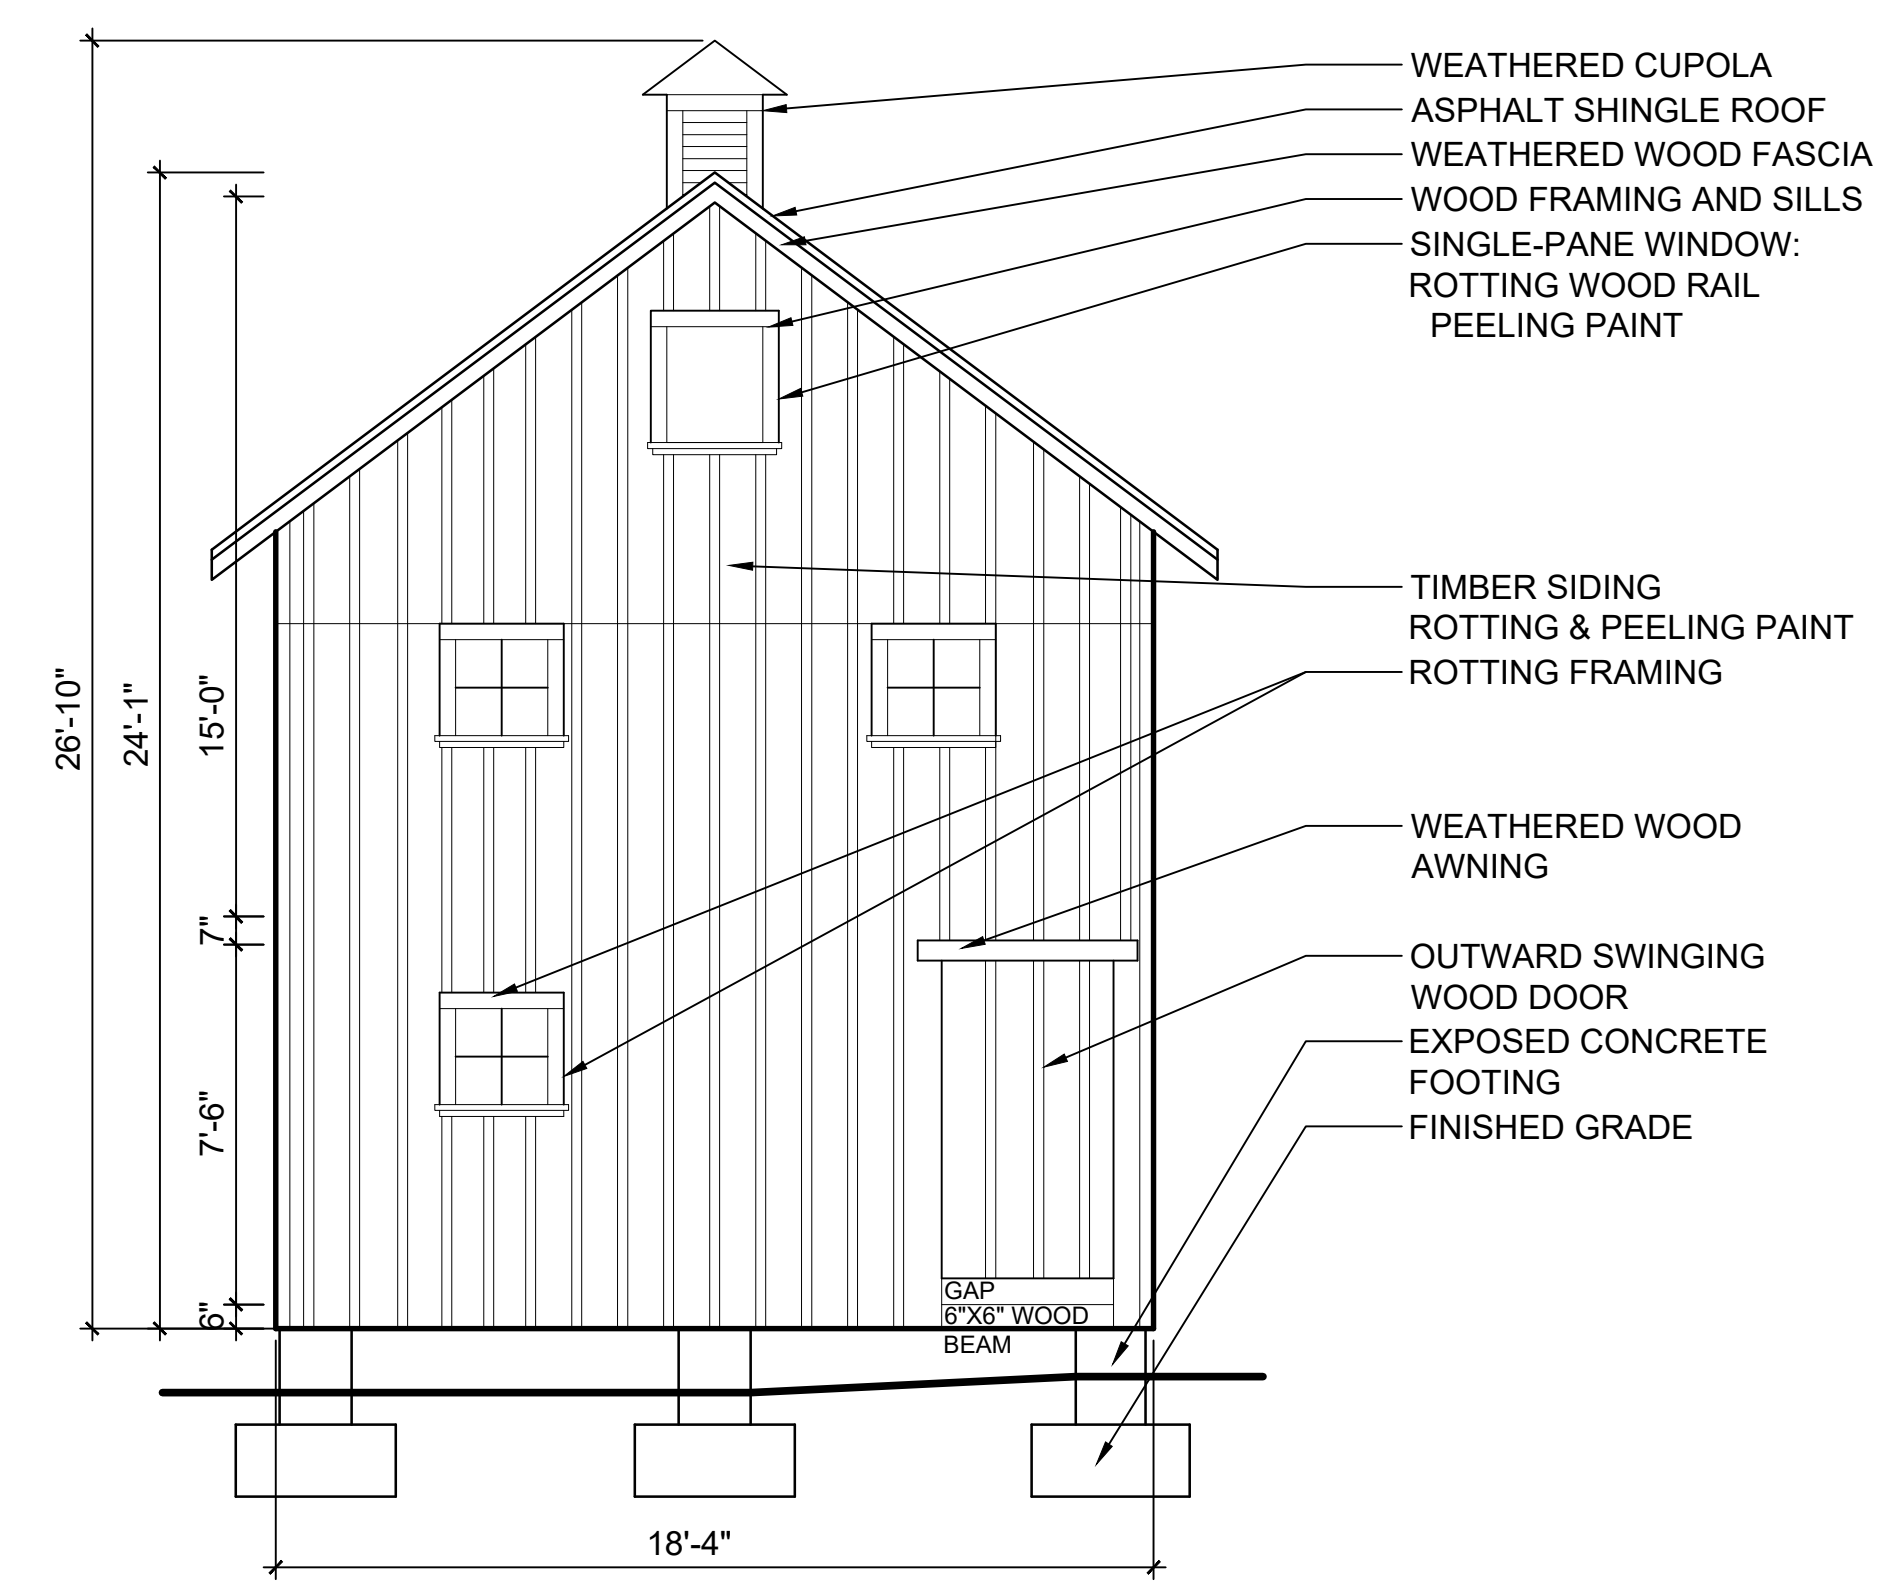 WEATHERED CUPOLA
ASPHALT SHINGLE ROOF
WEATHERED WOOD FASCIA
WOOD FRAMING AND SILLS
SINGLE-PANE WINDOW:
ROTTING WOOD RAIL
PEELING PAINT
TIMBER SIDING
ROTTING & PEELING PAINT
ROTTING FRAMING
WEATHERED WOOD
AWNING
OUTWARD SWINGING
WOOD DOOR
EXPOSED CONCRETE
FOOTING
FINISHED GRADE
26'-10"
24'-1"
15'-0"
7"
7'-6"
6"
GAP
6"X6" WOOD
BEAM
18'-4"